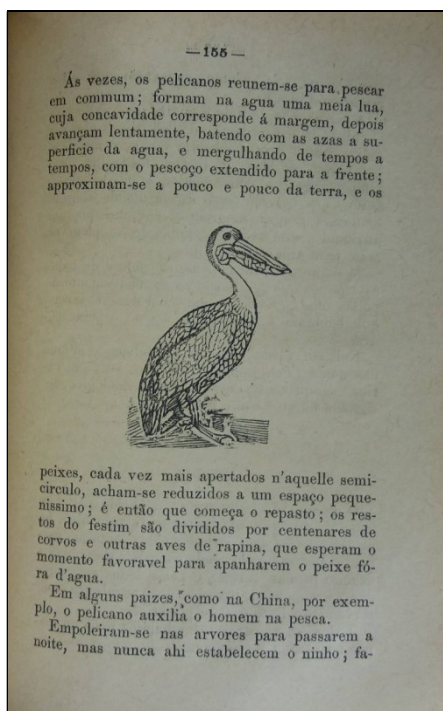 —155—
Ás vezes, os pelicanos reunem-se para pescar
em commum; formam na agua uma meia lua,
cuja concavidade corresponde á margem, depois
avançam lentamente, batendo com as azas a su-
perficie da agua, e mergulhando de tempos a
tempos, com o pescoço extendido para a frente;
approximam-se a pouco e pouco da terra, e os
peixes, cada vez mais apertados n'aquelle semi-
circulo, acham-se reduzidos a um espaço peque-
nissimo; é então que começa o repasto; os res-
tos do festim são divididos por centenares de
corvos e outras aves de rapina, que esperam o
momento favoravel para apanharem o peixe fó-
ra d'agua.
Em alguns paizes, como na China, por exem-
plo, o pelicano auxilia o homem na pesca.
Empoleiram-se nas arvores para passarem a
noite, mas nunca ahi estabelecem o ninho; fa-